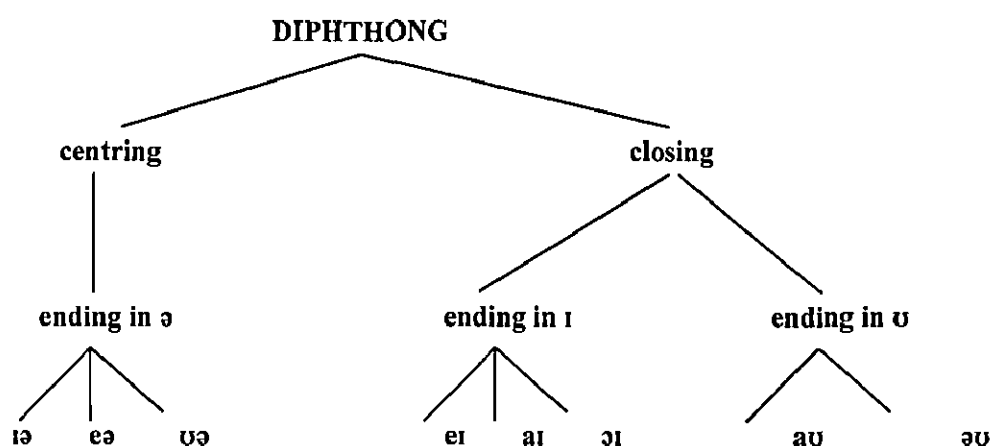 DIPHTHONG
centring closing
ending in ə ending in ɪ ending in ʊ
ɪə eə ʊə eɪ aɪ ɔɪ aʊ əʊ